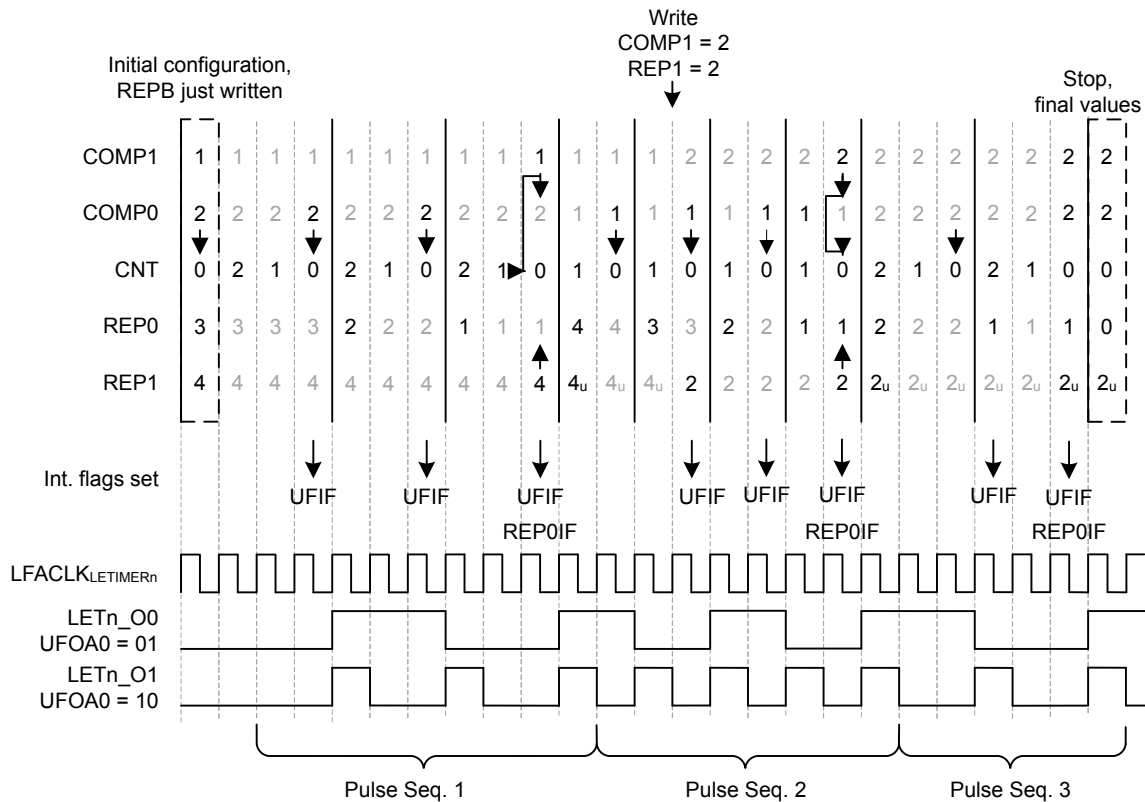 Write
COMP1 = 2
REP1 = 2
Initial configuration,
REPB just written
Stop,
final values
COMP1 1 1 1 1 1 1 1 1 1 1 1 1 1 2 2 2 2 2 2 2 2 2 2 2 2
COMP0 2 2 2 2 2 2 2 2 2 2 1 1 1 1 1 1 1 1 2 2 2 2 2 2 2
CNT 0 2 1 0 2 1 0 2 1 0 1 0 1 0 1 0 1 0 2 1 0 2 1 0 0
REP0 3 3 3 3 2 2 2 1 1 1 4 4 3 3 2 2 1 1 2 2 2 1 1 1 0
REP1 4 4 4 4 4 4 4 4 4 4 4u 4u 4u 2 2 2 2 2 2u 2u 2u 2u 2u 2u 2u
Int. flags set
UFIF UFIF UFIF UFIF UFIF UFIF UFIF UFIF
REP0IF REP0IF REP0IF
LFACLKLETIMERn
LETn_O0
UFOA0 = 01
LETn_O1
UFOA0 = 10
Pulse Seq. 1 Pulse Seq. 2 Pulse Seq. 3